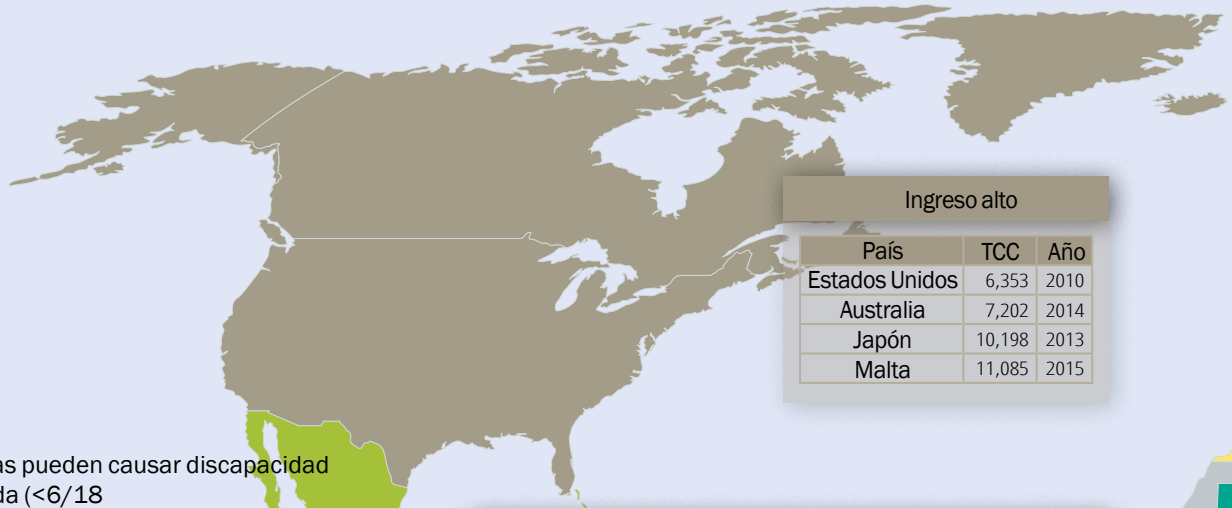 Ingreso alto
País TCC Año
Estados Unidos 6,353 2010
Australia 7,202 2014
Japón 10,198 2013
Malta 11,085 2015
as pueden causar discapacidad
da (<6/18